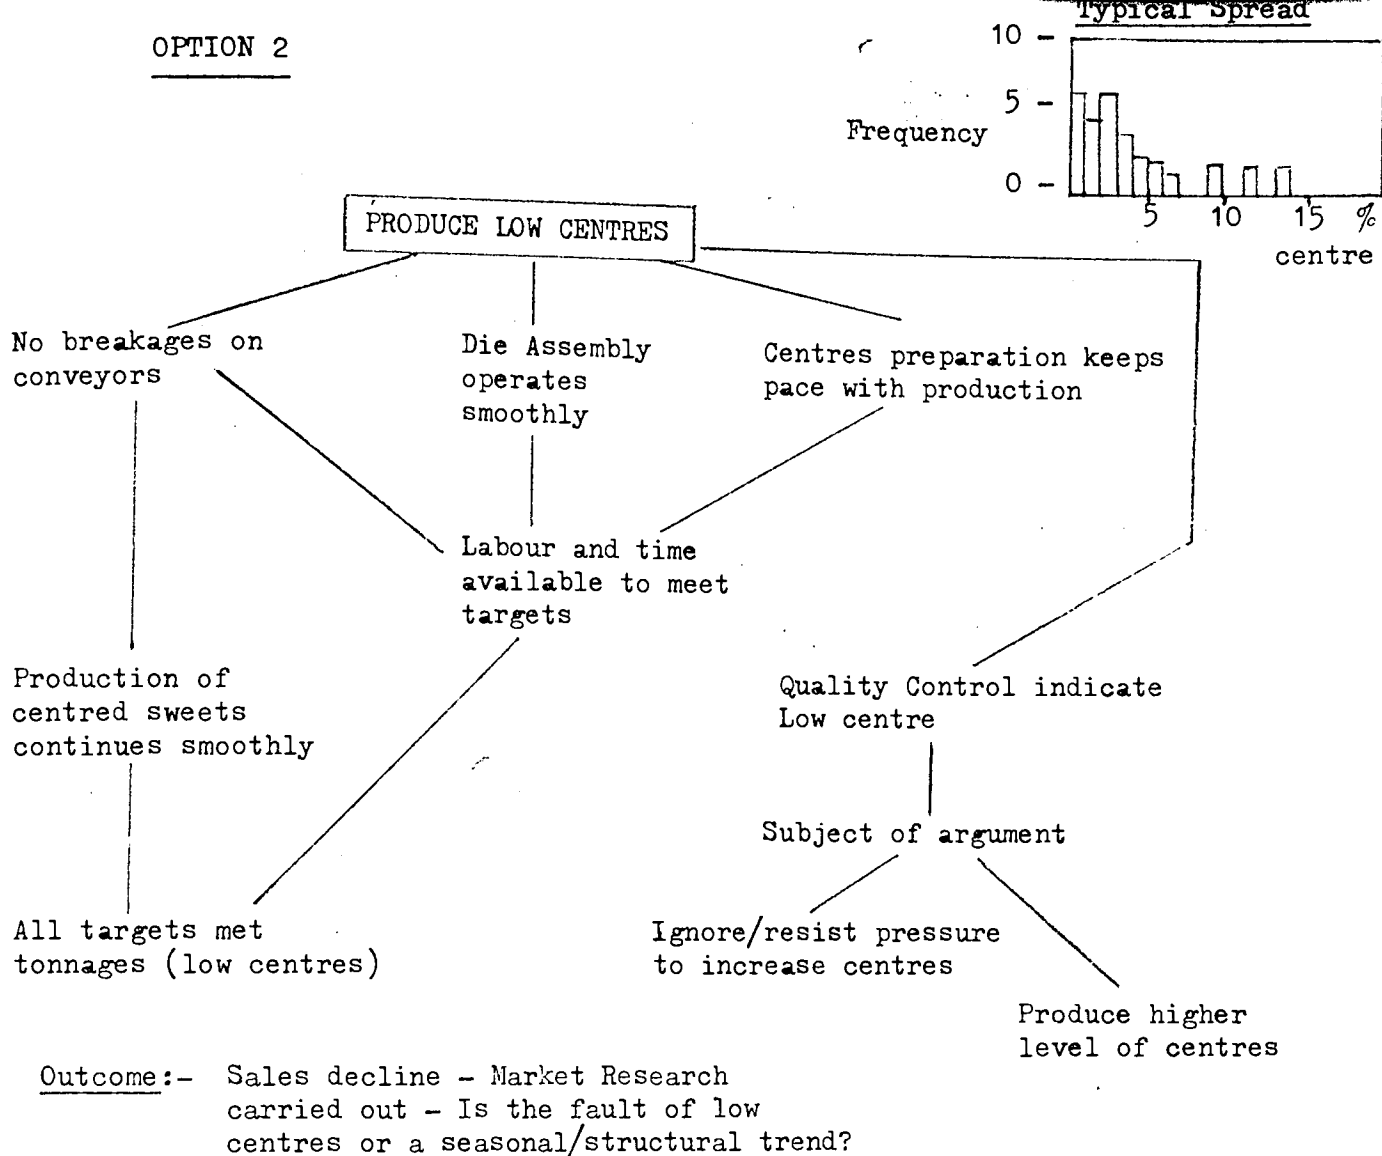 OPTION 2
Typical Spread
10
5
Frequency
0
5 10 15 %
centre
PRODUCE LOW CENTRES
No breakages on
conveyors
Die Assembly
operates
smoothly
Centres preparation keeps
pace with production
Labour and time
available to meet
targets
Production of
centred sweets
continues smoothly
Quality Control indicate
Low centre
Subject of argument
All targets met
tonnages (low centres)
Ignore/resist pressure
to increase centres
Produce higher
level of centres
Outcome:- Sales decline – Market Research
carried out – Is the fault of low
centres or a seasonal/structural trend?